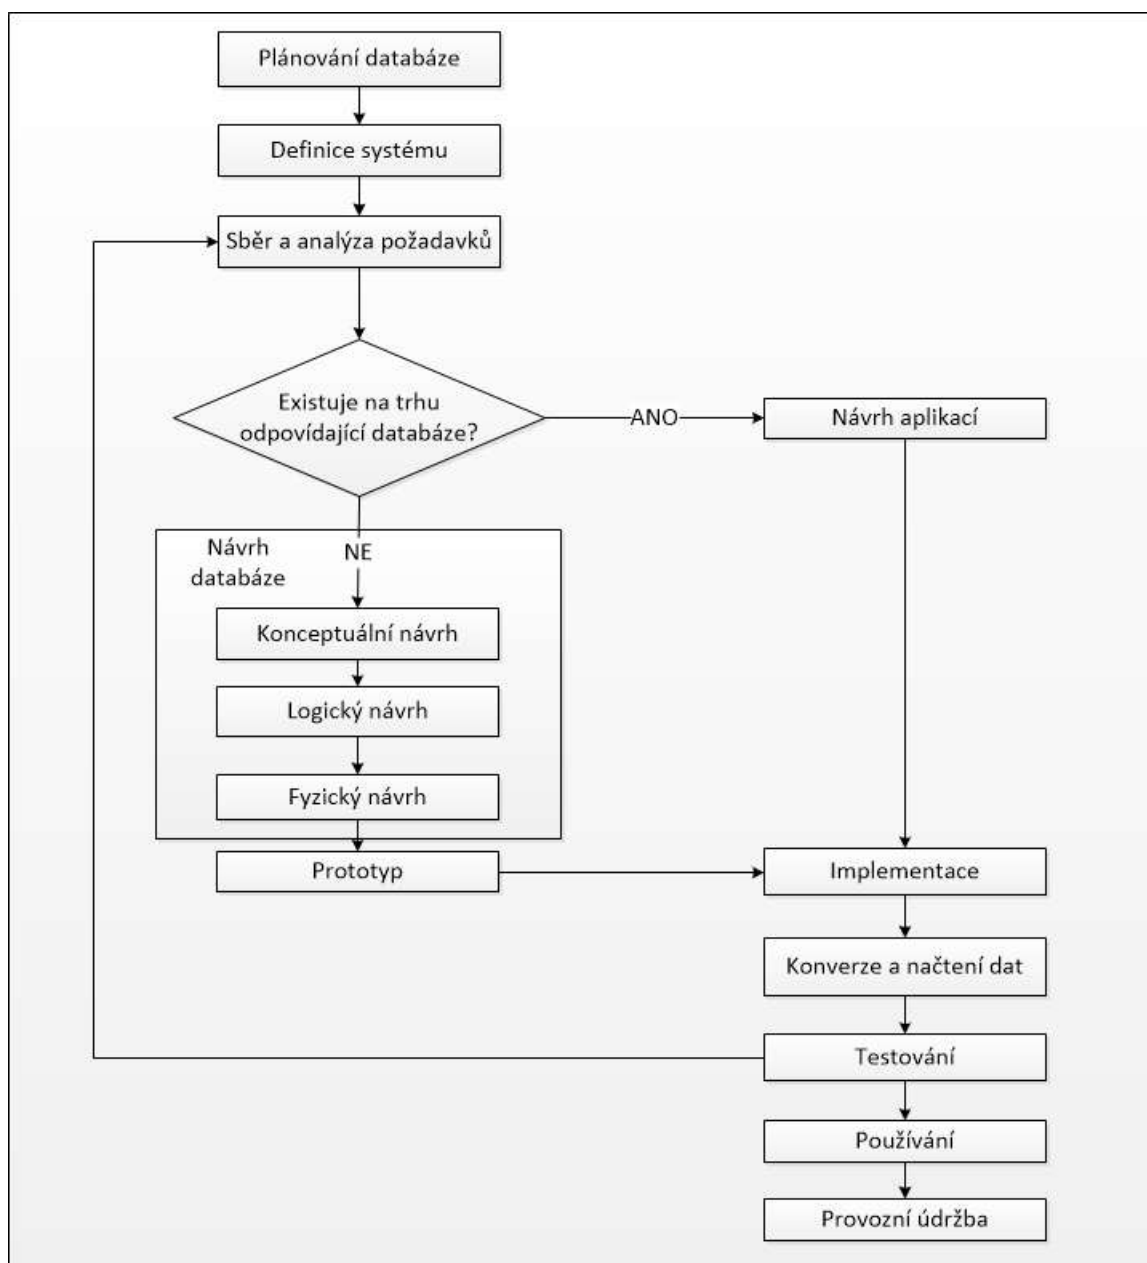 Plánování databáze
Definice systému
Sběr a analýza požadavků
Existuje na trhu
odpovídající databáze?
ANO
Návrh aplikací
Návrh
databáze
NE
Konceptuální návrh
Logický návrh
Fyzický návrh
Prototyp
Implementace
Konverze a načtení dat
Testování
Používání
Provozní údržba